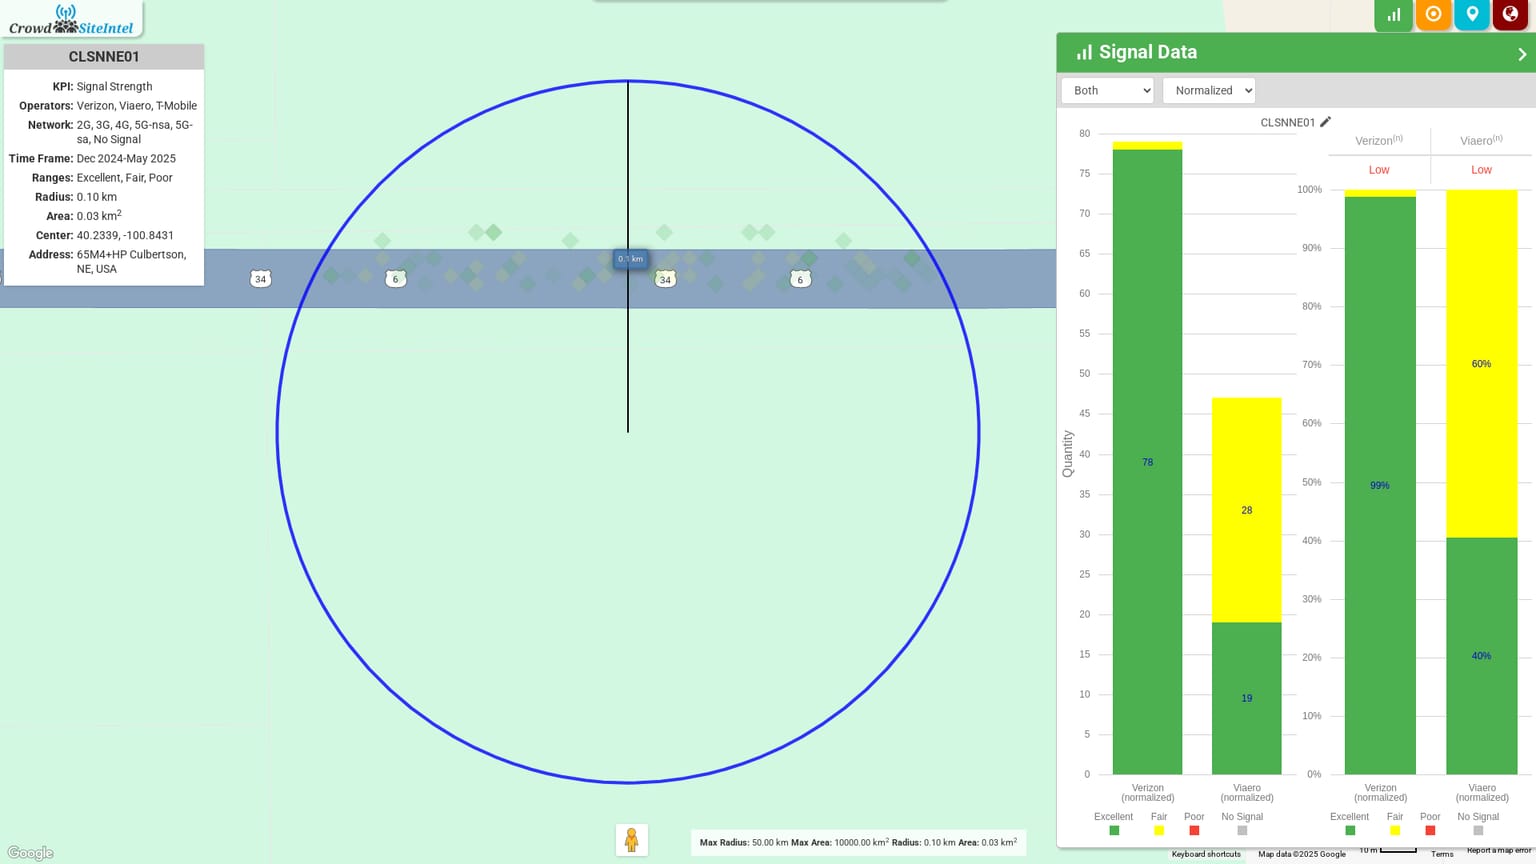 CrowdSiteIntel
CLSNNE01
KPI: Signal Strength
Operators: Verizon, Viaero, T-Mobile
Network: 2G, 3G, 4G, 5G-nsa, 5G-
sa, No Signal
Time Frame: Dec 2024-May 2025
Ranges: Excellent, Fair, Poor
Radius: 0.10 km
Area: 0.03 km2
Center: 40.2339, -100.8431
Address: 65M4+HP Culbertson,
NE, USA
0.1 km
34
6
34
6
Signal Data
Both
Normalized
CLSNNE01
Quantity
80
75
70
65
60
55
50
45
40
35
30
25
20
15
10
5
0
78
28
19
Verizon
(normalized)
Viaero
(normalized)
Excellent Fair Poor No Signal
Verizon(n) Viaero(n)
Low Low
100%
90%
80%
70%
60%
50%
40%
30%
20%
10%
0%
99%
60%
40%
Verizon
(normalized)
Viaero
(normalized)
Excellent Fair Poor No Signal
Max Radius: 50.00 km Max Area: 10000.00 km2 Radius: 0.10 km Area: 0.03 km2
Google
Keyboard shortcuts Map data ©2025 Google 10 m Terms Report a map error